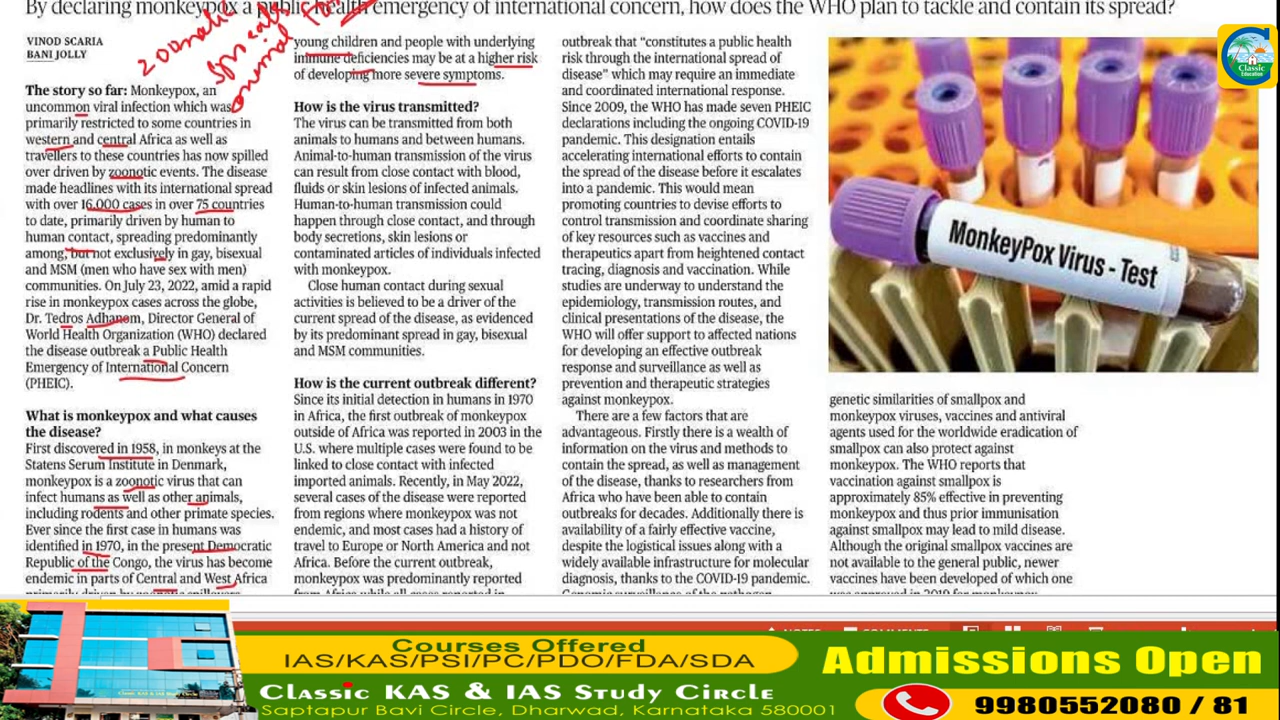 By declaring monkeypox a public health emergency of international concern, how does the WHO plan to tackle and contain its spread?
VINOD SCARIA
BANI JOLLY
zoonotic
spreads
animal
The story so far: Monkeypox, an
uncommon viral infection which was
primarily restricted to some countries in
western and central Africa as well as
travellers to these countries has now spilled
over driven by zoonotic events. The disease
made headlines with its international spread
with over 16,000 cases in over 75 countries
to date, primarily driven by human to
human contact, spreading predominantly
among, but not exclusively in gay, bisexual
and MSM (men who have sex with men)
communities. On July 23, 2022, amid a rapid
rise in monkeypox cases across the globe,
Dr. Tedros Adhanom, Director General of
World Health Organization (WHO) declared
the disease outbreak a Public Health
Emergency of International Concern
(PHEIC).
What is monkeypox and what causes
the disease?
First discovered in 1958, in monkeys at the
Statens Serum Institute in Denmark,
monkeypox is a zoonotic virus that can
infect humans as well as other animals,
including rodents and other primate species.
Ever since the first case in humans was
identified in 1970, in the present Democratic
Republic of the Congo, the virus has become
endemic in parts of Central and West Africa
primarily driven by zoonotic spillovers
young children and people with underlying
immune deficiencies may be at a higher risk
of developing more severe symptoms.
How is the virus transmitted?
The virus can be transmitted from both
animals to humans and between humans.
Animal-to-human transmission of the virus
can result from close contact with blood,
fluids or skin lesions of infected animals.
Human-to-human transmission could
happen through close contact, and through
body secretions, skin lesions or
contaminated articles of individuals infected
with monkeypox.
Close human contact during sexual
activities is believed to be a driver of the
current spread of the disease, as evidenced
by its predominant spread in gay, bisexual
and MSM communities.
How is the current outbreak different?
Since its initial detection in humans in 1970
in Africa, the first outbreak of monkeypox
outside of Africa was reported in 2003 in the
U.S. where multiple cases were found to be
linked to close contact with infected
imported animals. Recently, in May 2022,
several cases of the disease were reported
from regions where monkeypox was not
endemic, and most cases had a history of
travel to Europe or North America and not
Africa. Before the current outbreak,
monkeypox was predominantly reported
from Africa while all cases reported in
outbreak that “constitutes a public health
risk through the international spread of
disease” which may require an immediate
and coordinated international response.
Since 2009, the WHO has made seven PHEIC
declarations including the ongoing COVID-19
pandemic. This designation entails
accelerating international efforts to contain
the spread of the disease before it escalates
into a pandemic. This would mean
promoting countries to devise efforts to
control transmission and coordinate sharing
of key resources such as vaccines and
therapeutics apart from heightened contact
tracing, diagnosis and vaccination. While
studies are underway to understand the
epidemiology, transmission routes, and
clinical presentations of the disease, the
WHO will offer support to affected nations
for developing an effective outbreak
response and surveillance as well as
prevention and therapeutic strategies
against monkeypox.
There are a few factors that are
advantageous. Firstly there is a wealth of
information on the virus and methods to
contain the spread, as well as management
of the disease, thanks to researchers from
Africa who have been able to contain
outbreaks for decades. Additionally there is
availability of a fairly effective vaccine,
despite the logistical issues along with a
widely available infrastructure for molecular
diagnosis, thanks to the COVID-19 pandemic.
Genomic surveillance of the pathogen
MonkeyPox Virus - Test
genetic similarities of smallpox and
monkeypox viruses, vaccines and antiviral
agents used for the worldwide eradication of
smallpox can also protect against
monkeypox. The WHO reports that
vaccination against smallpox is
approximately 85% effective in preventing
monkeypox and thus prior immunisation
against smallpox may lead to mild disease.
Although the original smallpox vaccines are
not available to the general public, newer
vaccines have been developed of which one
was approved in 2019 for monkeypox
Classic
Education
NOTES COMMENTS
Courses Offered
IAS/KAS/PSI/PC/PDO/FDA/SDA
Classic KAS & IAS Study Circle
Saptapur Bavi Circle, Dharwad, Karnataka 580001
Admissions Open
9980552080 / 81